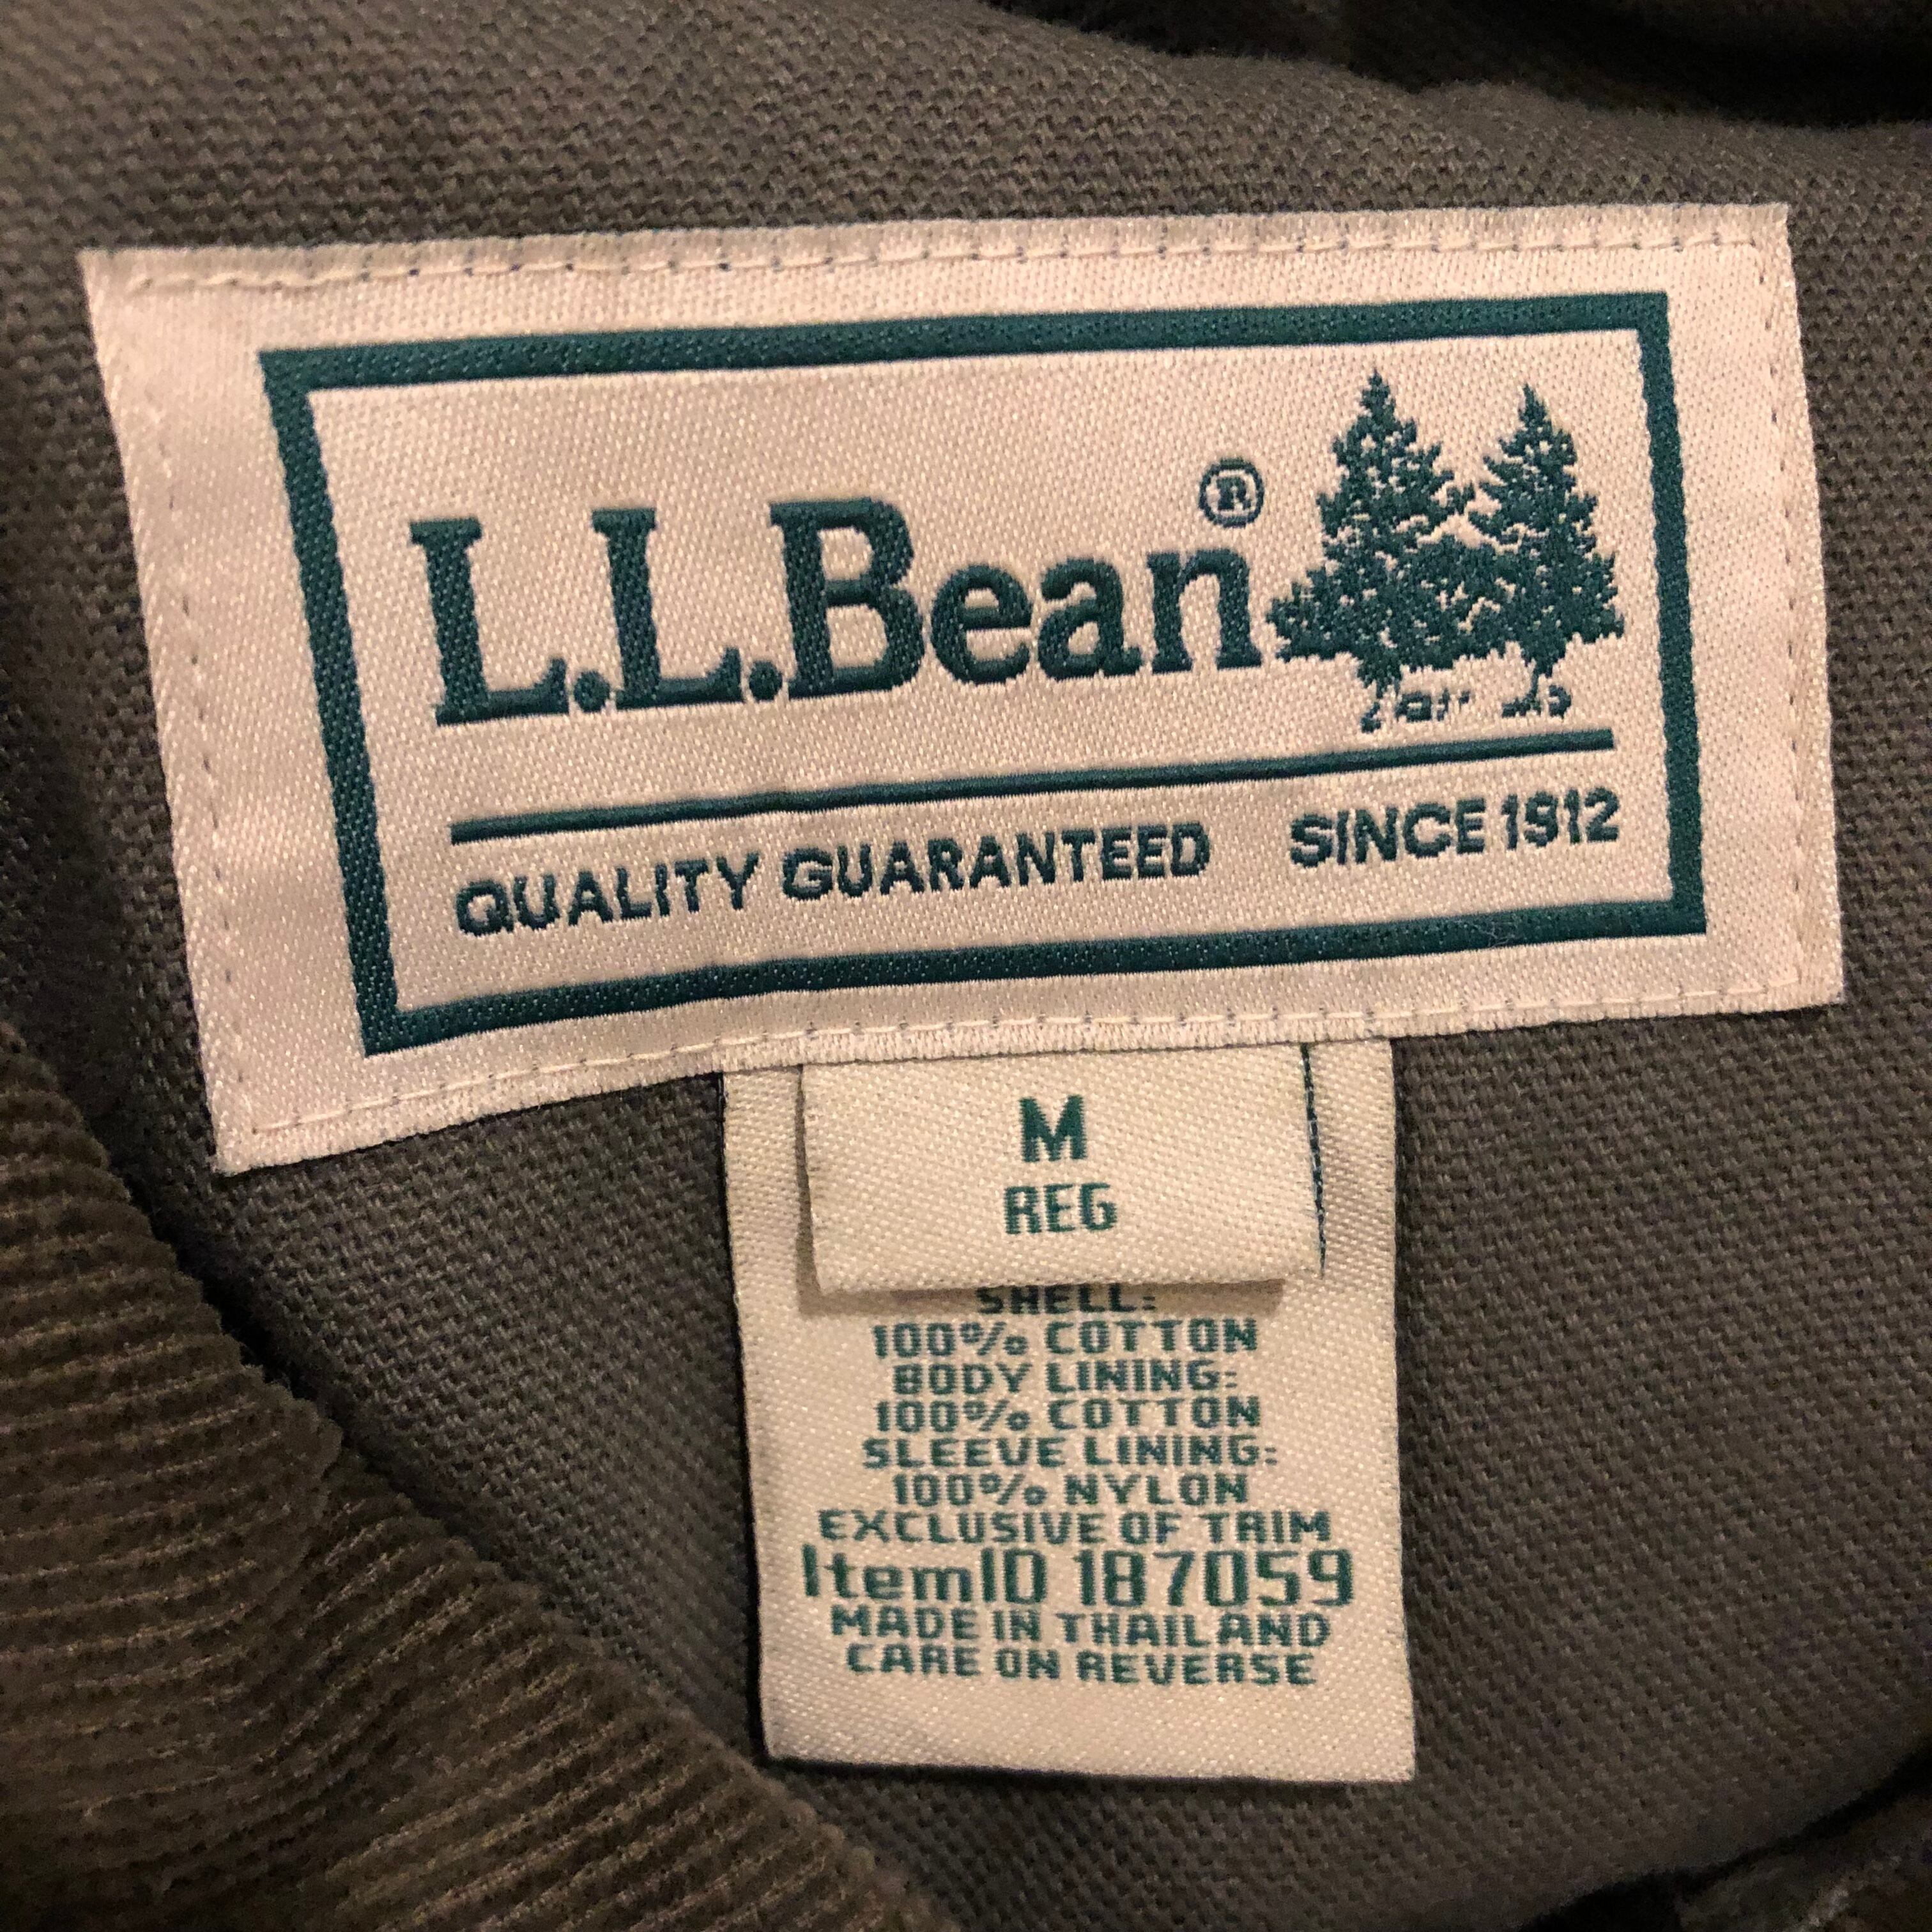 L.L.Bean®
QUALITY GUARANTEED SINCE 1912
M
REG
SHELL:
100% COTTON
BODY LINING:
100% COTTON
SLEEVE LINING:
100% NYLON
EXCLUSIVE OF TRIM
ItemID 187059
MADE IN THAILAND
CARE ON REVERSE